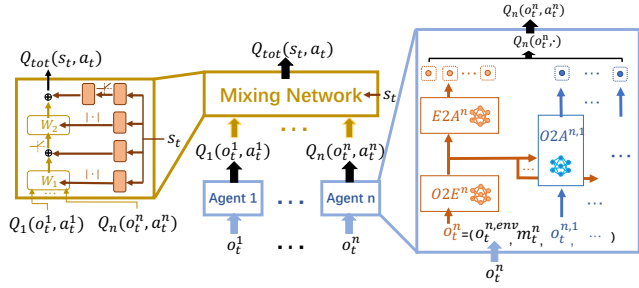 Q_tot(s_t, a_t)
W_2
|·|
s_t
|·|
W_1
...
Q_1(o_t^1, a_t^1)
Q_n(o_t^n, a_t^n)
Q_tot(s_t, a_t)
Mixing Network
s_t
Q_1(o_t^1, a_t^1)
...
Q_n(o_t^n, a_t^n)
Agent 1
...
Agent n
o_t^1
...
o_t^n
Q_n(o_t^n, a_t^n)
Q_n(o_t^n, ·)
...
...
E2A^n
O2A^{n,1}
...
O2E^n
...
...
o_t^n=(o_t^{n,env}, m_t^n, o_t^{n,1}, ...)
o_t^n